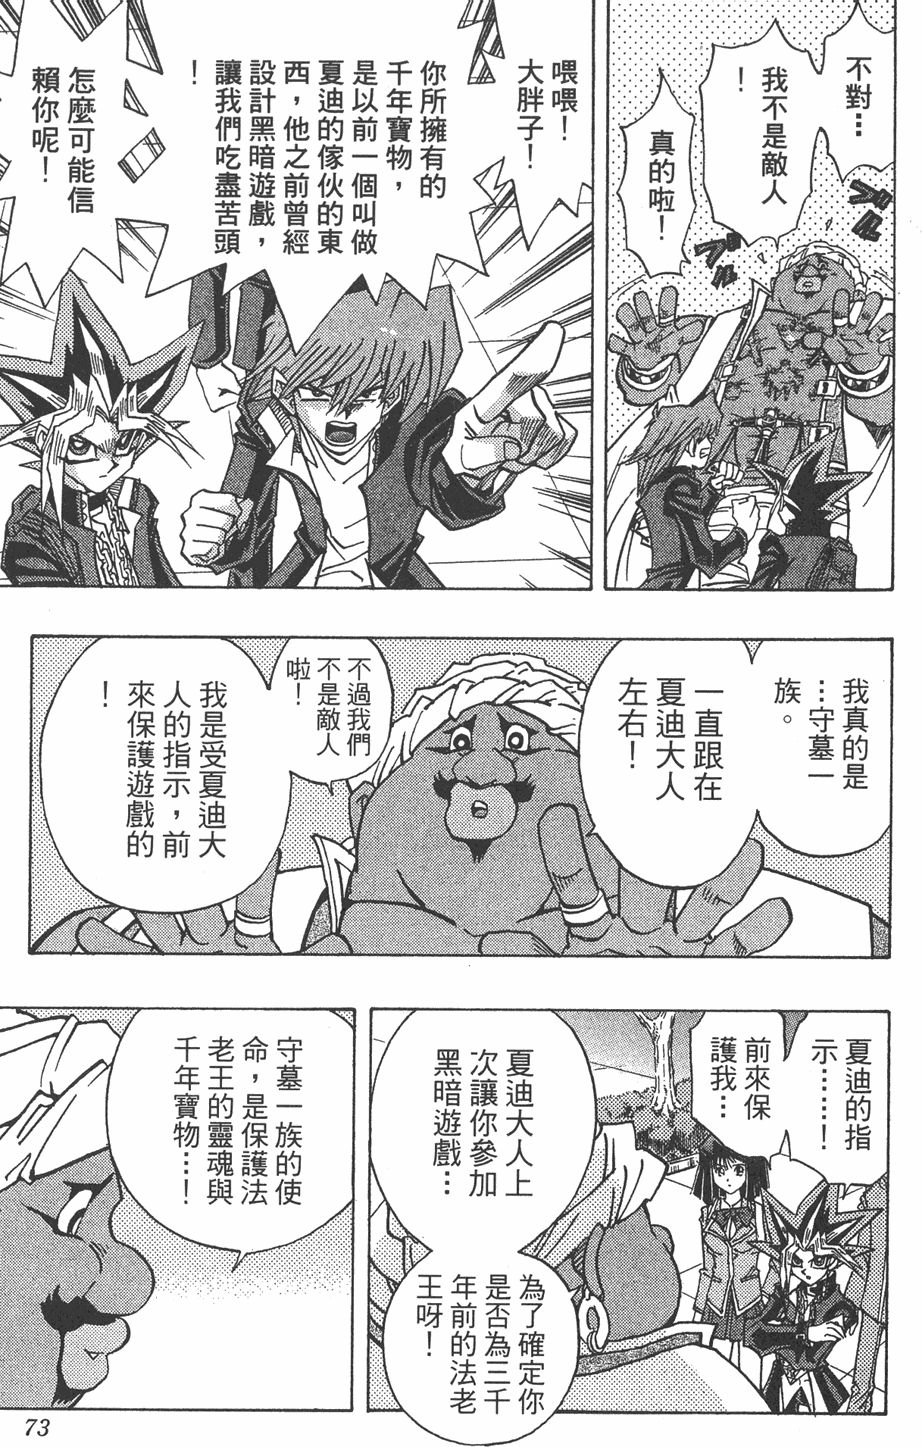 不對…
我不是敵人
！
真的啦！
ブル
ブル
喂喂！
大胖子！
你所擁有的
千年寶物，
是以前一個叫做
夏迪的傢伙的東
西，他之前曾經
設計黑暗遊戲，
讓我們吃盡苦頭
！
怎麼可能信
賴你呢！
我真的是
…守墓一
族。
一直跟在
夏迪大人
左右！
不過我們
不是敵人
啦！
我是受夏迪大
人的指示，前
來保護遊戲的
！
夏迪的指
示……！
前來保
護我…
夏迪大人上
次讓你參加
黑暗遊戲…
為了確定你
是否為三千
年前的法老
王呀！
守墓一族的使
命，是保護法
老王的靈魂與
千年寶物…！
73